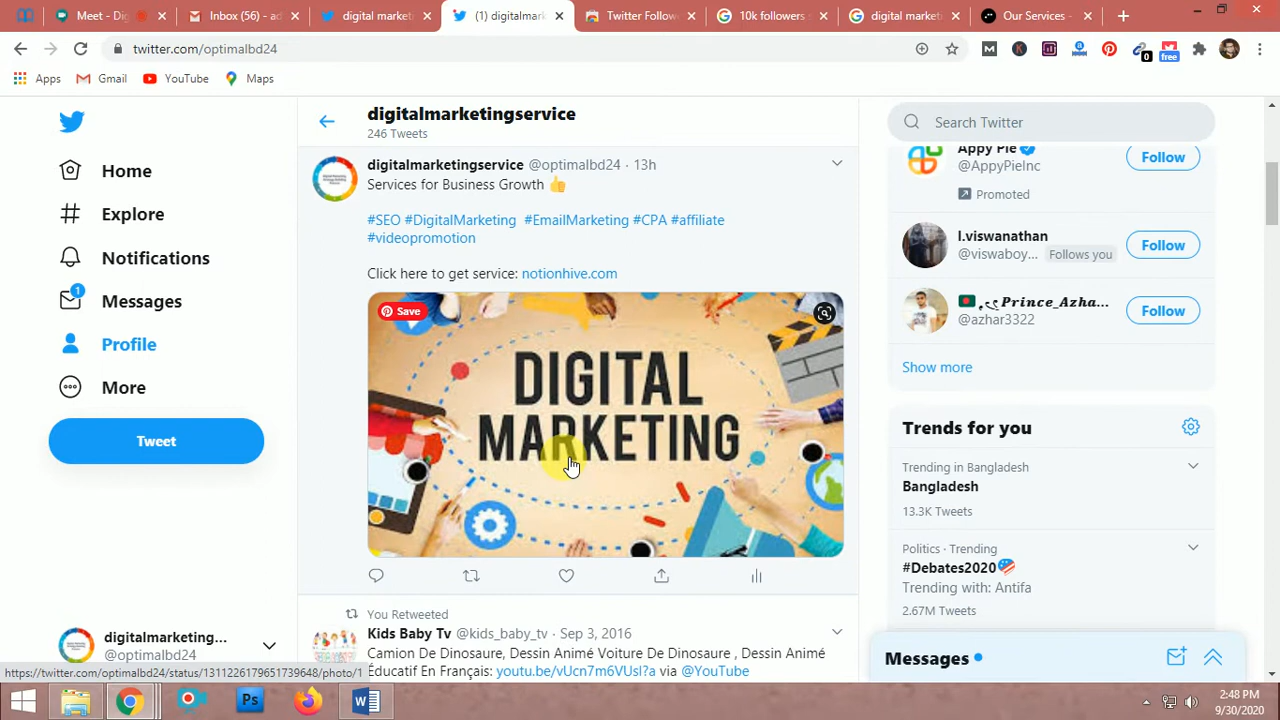 Meet - Di
Inbox (56) - ad
digital market
(1) digitalmark
Twitter Follow
10k followers
digital market
Our Services -
twitter.com/optimalbd24
0
free
Apps
Gmail
YouTube
Maps
digitalmarketingservice
246 Tweets
Search Twitter
Home
Explore
Notifications
1
Messages
Profile
More
Tweet
digitalmarketing...
@optimalbd24
digitalmarketingservice @optimalbd24 · 13h
Services for Business Growth 👍
#SEO #DigitalMarketing #EmailMarketing #CPA #affiliate
#videopromotion
Click here to get service: notionhive.com
Save
DIGITAL
MARKETING
You Retweeted
Kids Baby Tv @kids_baby_tv · Sep 3, 2016
Camion De Dinosaure, Dessin Animé Voiture De Dinosaure , Dessin Animé
Éducatif En Français: youtu.be/vUcn7m6VUsI?a via @YouTube
Appy Pie
@AppyPieInc
Follow
Promoted
l.viswanathan
@viswaboy... Follows you
Follow
Prince_Azha...
@azhar3322
Follow
Show more
Trends for you
Trending in Bangladesh
Bangladesh
13.3K Tweets
Politics · Trending
#Debates2020
Trending with: Antifa
2.67M Tweets
Messages
https://twitter.com/optimalbd24/status/1311226179651739648/photo/1
2:48 PM
9/30/2020